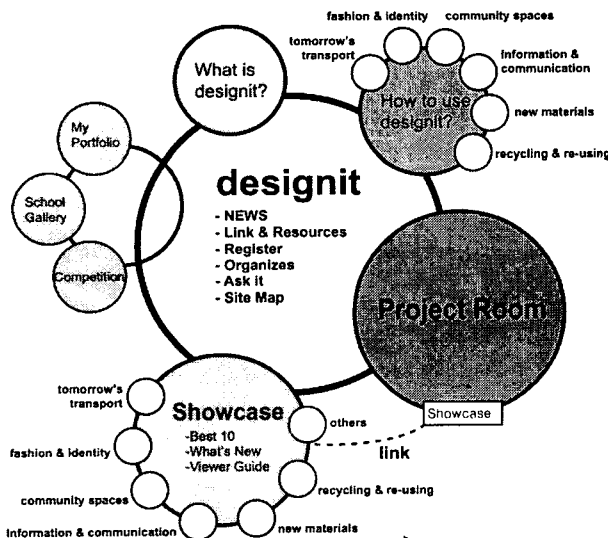 fashion & identity
community spaces
tomorrow's
transport
Information &
communication
What is
designit?
How to use
designit?
new materials
recycling & re-using
My
Portfolio
School
Gallery
Competition
designit
- NEWS
- Link & Resources
- Register
- Organizes
- Ask it
- Site Map
Project Room
Showcase
link
Showcase
-Best 10
-What's New
-Viewer Guide
tomorrow's
transport
fashion & identity
community spaces
Information & communication
new materials
recycling & re-using
others